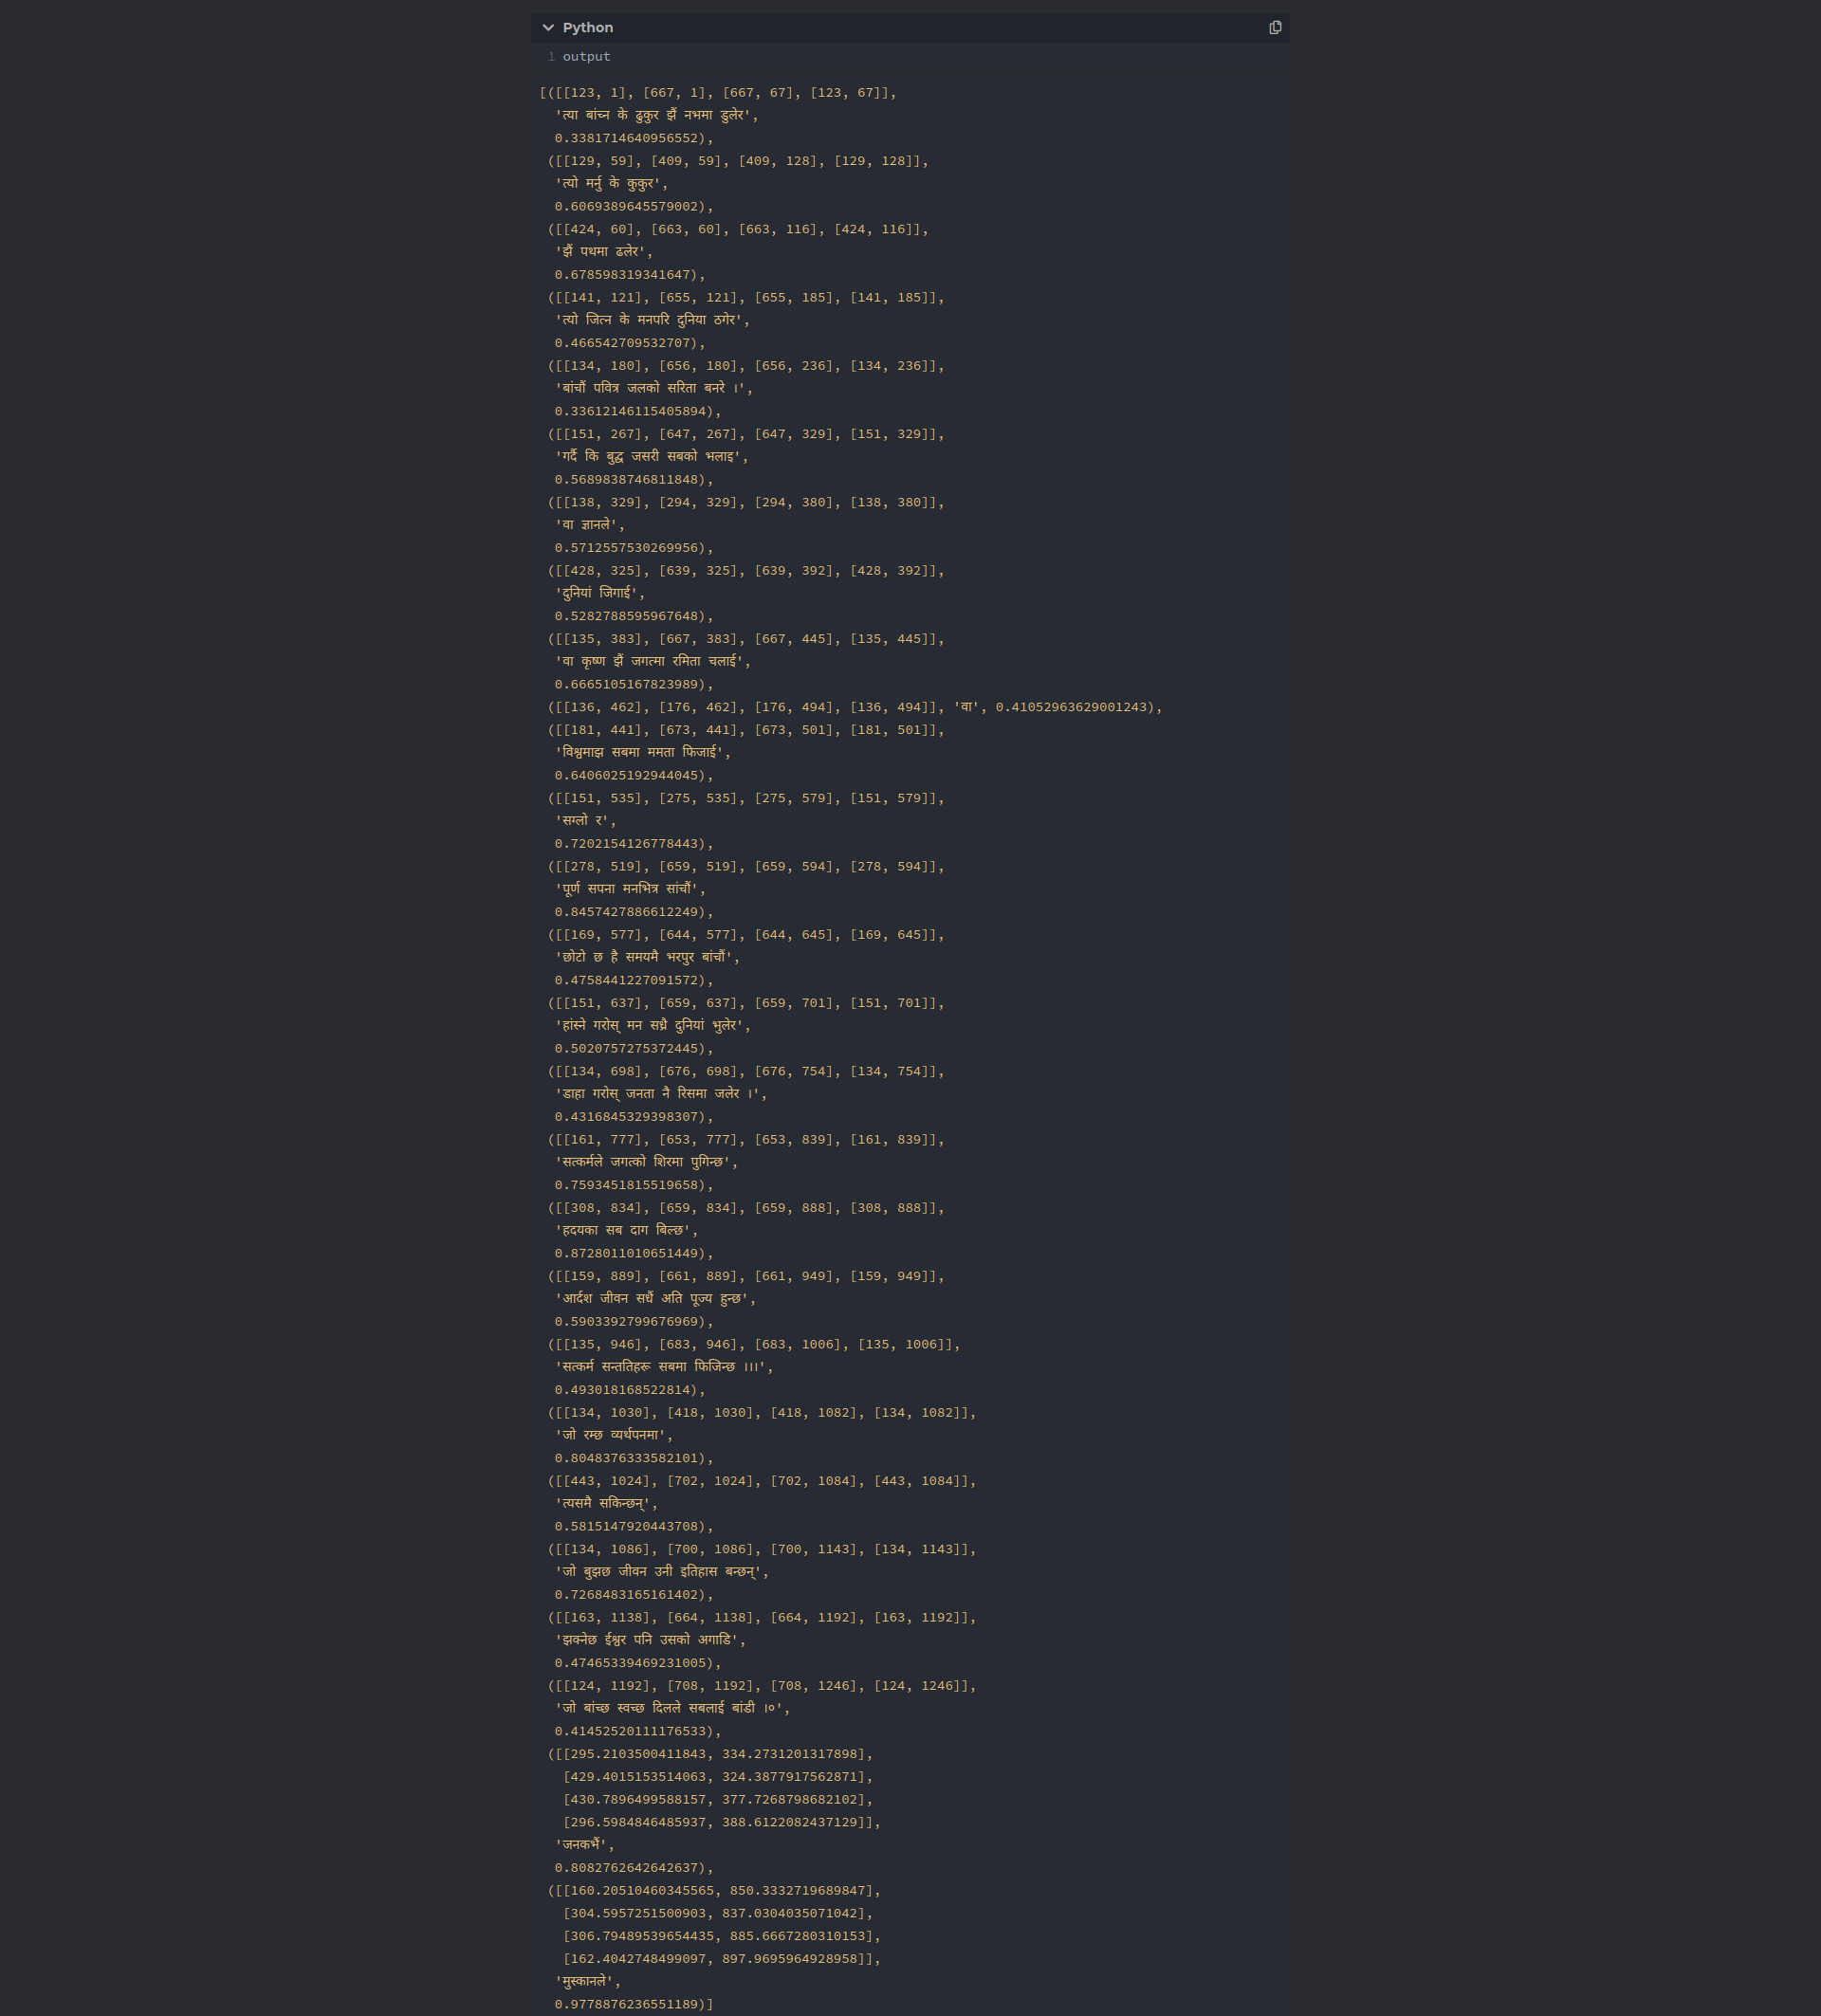 Python
1 output
[([[123, 1], [667, 1], [667, 67], [123, 67]],
'त्या बांच्न के ढुकुर झैं नभमा डुलेर',
0.3381714640956552),
([[129, 59], [409, 59], [409, 128], [129, 128]],
'त्यो मर्नु के कुकुर',
0.6069389645579002),
([[424, 60], [663, 60], [663, 116], [424, 116]],
'झैं पथमा ढलेर',
0.678598319341647),
([[141, 121], [655, 121], [655, 185], [141, 185]],
'त्यो जित्न के मनपरि दुनिया ठगेर',
0.466542709532707),
([[134, 180], [656, 180], [656, 236], [134, 236]],
'बांचौं पवित्र जलको सरिता बनरे ।',
0.33612146115405894),
([[151, 267], [647, 267], [647, 329], [151, 329]],
'गर्दै कि बुद्ध जसरी सबको भलाइ',
0.5689838746811848),
([[138, 329], [294, 329], [294, 380], [138, 380]],
'वा ज्ञानले',
0.5712557530269956),
([[428, 325], [639, 325], [639, 392], [428, 392]],
'दुनियां जिगाई',
0.5282788595967648),
([[135, 383], [667, 383], [667, 445], [135, 445]],
'वा कृष्ण झैं जगत्मा रमिता चलाई',
0.6665105167823989),
([[136, 462], [176, 462], [176, 494], [136, 494]], 'वा', 0.41052963629001243),
([[181, 441], [673, 441], [673, 501], [181, 501]],
'विश्वमाझ सबमा ममता फिजाई',
0.6406025192944045),
([[151, 535], [275, 535], [275, 579], [151, 579]],
'सग्लो र',
0.7202154126778443),
([[278, 519], [659, 519], [659, 594], [278, 594]],
'पूर्ण सपना मनभित्र सांचौं',
0.8457427886612249),
([[169, 577], [644, 577], [644, 645], [169, 645]],
'छोटो छ है समयमै भरपुर बांचौं',
0.4758441227091572),
([[151, 637], [659, 637], [659, 701], [151, 701]],
'हांस्ने गरोस् मन सध्रै दुनियां भुलेर',
0.5020757275372445),
([[134, 698], [676, 698], [676, 754], [134, 754]],
'डाहा गरोस् जनता नै रिसमा जलेर ।',
0.4316845329398307),
([[161, 777], [653, 777], [653, 839], [161, 839]],
'सत्कर्मले जगत्को शिरमा पुगिन्छ',
0.7593451815519658),
([[308, 834], [659, 834], [659, 888], [308, 888]],
'हदयका सब दाग बिल्छ',
0.8728011010651449),
([[159, 889], [661, 889], [661, 949], [159, 949]],
'आर्दश जीवन सधैं अति पूज्य हुन्छ',
0.5903392799676969),
([[135, 946], [683, 946], [683, 1006], [135, 1006]],
'सत्कर्म सन्ततिहरू सबमा फिजिन्छ ।।।',
0.493018168522814),
([[134, 1030], [418, 1030], [418, 1082], [134, 1082]],
'जो रम्छ व्यर्थपनमा',
0.8048376333582101),
([[443, 1024], [702, 1024], [702, 1084], [443, 1084]],
'त्यसमै सकिन्छन्',
0.5815147920443708),
([[134, 1086], [700, 1086], [700, 1143], [134, 1143]],
'जो बुझछ जीवन उनी इतिहास बन्छन्',
0.7268483165161402),
([[163, 1138], [664, 1138], [664, 1192], [163, 1192]],
'झक्नेछ ईश्वर पनि उसको अगाडि',
0.47465339469231005),
([[124, 1192], [708, 1192], [708, 1246], [124, 1246]],
'जो बांच्छ स्वच्छ दिलले सबलाई बांडी ।०',
0.41452520111176533),
([[295.2103500411843, 334.2731201317898],
[429.4015153514063, 324.3877917562871],
[430.7896499588157, 377.7268798682102],
[296.5984846485937, 388.6122082437129]],
'जनकभैं',
0.8082762642642637),
([[160.20510460345565, 850.3332719689847],
[304.5957251500903, 837.0304035071042],
[306.79489539654435, 885.6667280310153],
[162.4042748499097, 897.9695964928958]],
'मुस्कानले',
0.9778876236551189)]